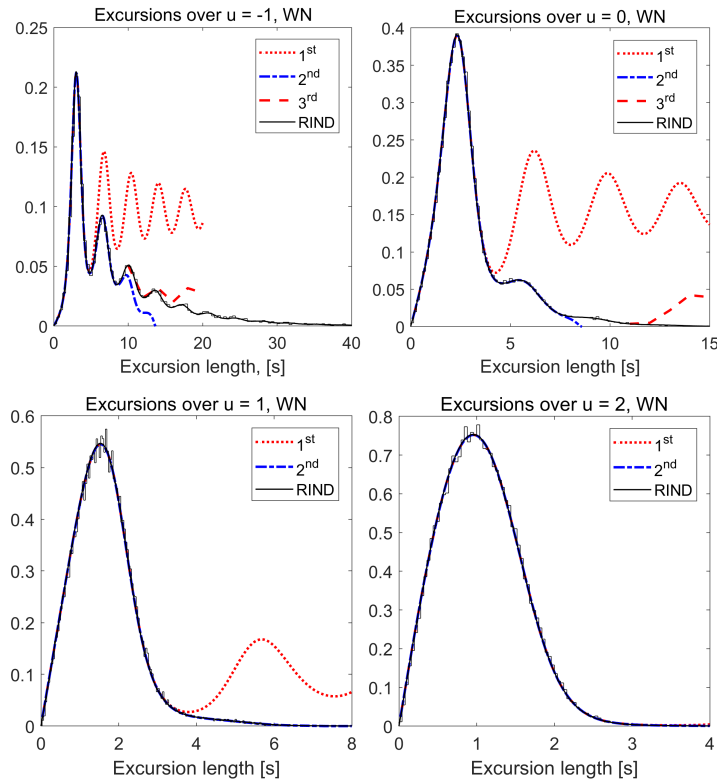 Excursions over u = -1, WN
0.25
0.2
0.15
0.1
0.05
0
0 10 20 30 40
1st
2nd
3rd
RIND
Excursion length, [s]
Excursions over u = 0, WN
0.4
0.35
0.3
0.25
0.2
0.15
0.1
0.05
0
0 5 10 15
1st
2nd
3rd
RIND
Excursion length [s]
Excursions over u = 1, WN
0.6
0.5
0.4
0.3
0.2
0.1
0
0 2 4 6 8
1st
2nd
RIND
Excursion length [s]
Excursions over u = 2, WN
0.8
0.7
0.6
0.5
0.4
0.3
0.2
0.1
0
0 1 2 3 4
1st
2nd
RIND
Excursion length [s]